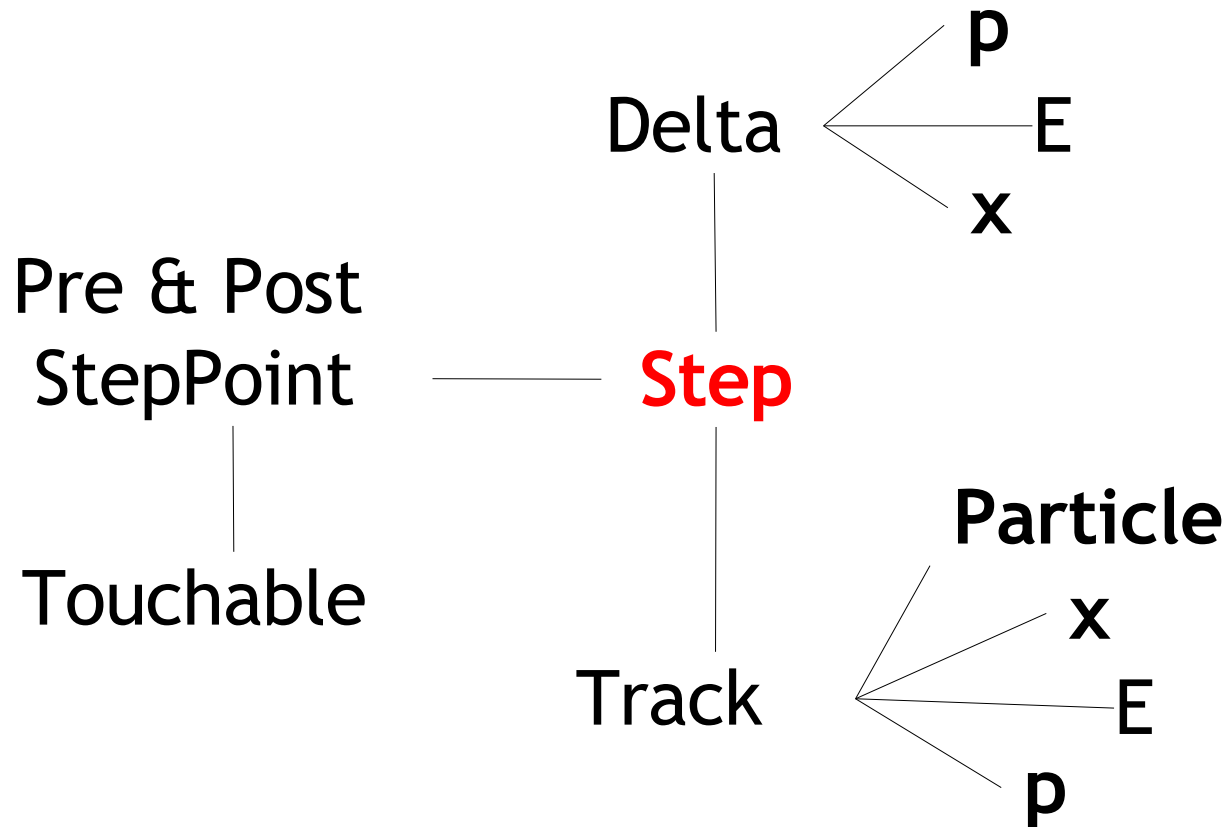 p
Delta
E
x
Pre & Post
StepPoint
Step
Particle
Touchable
x
Track
E
p